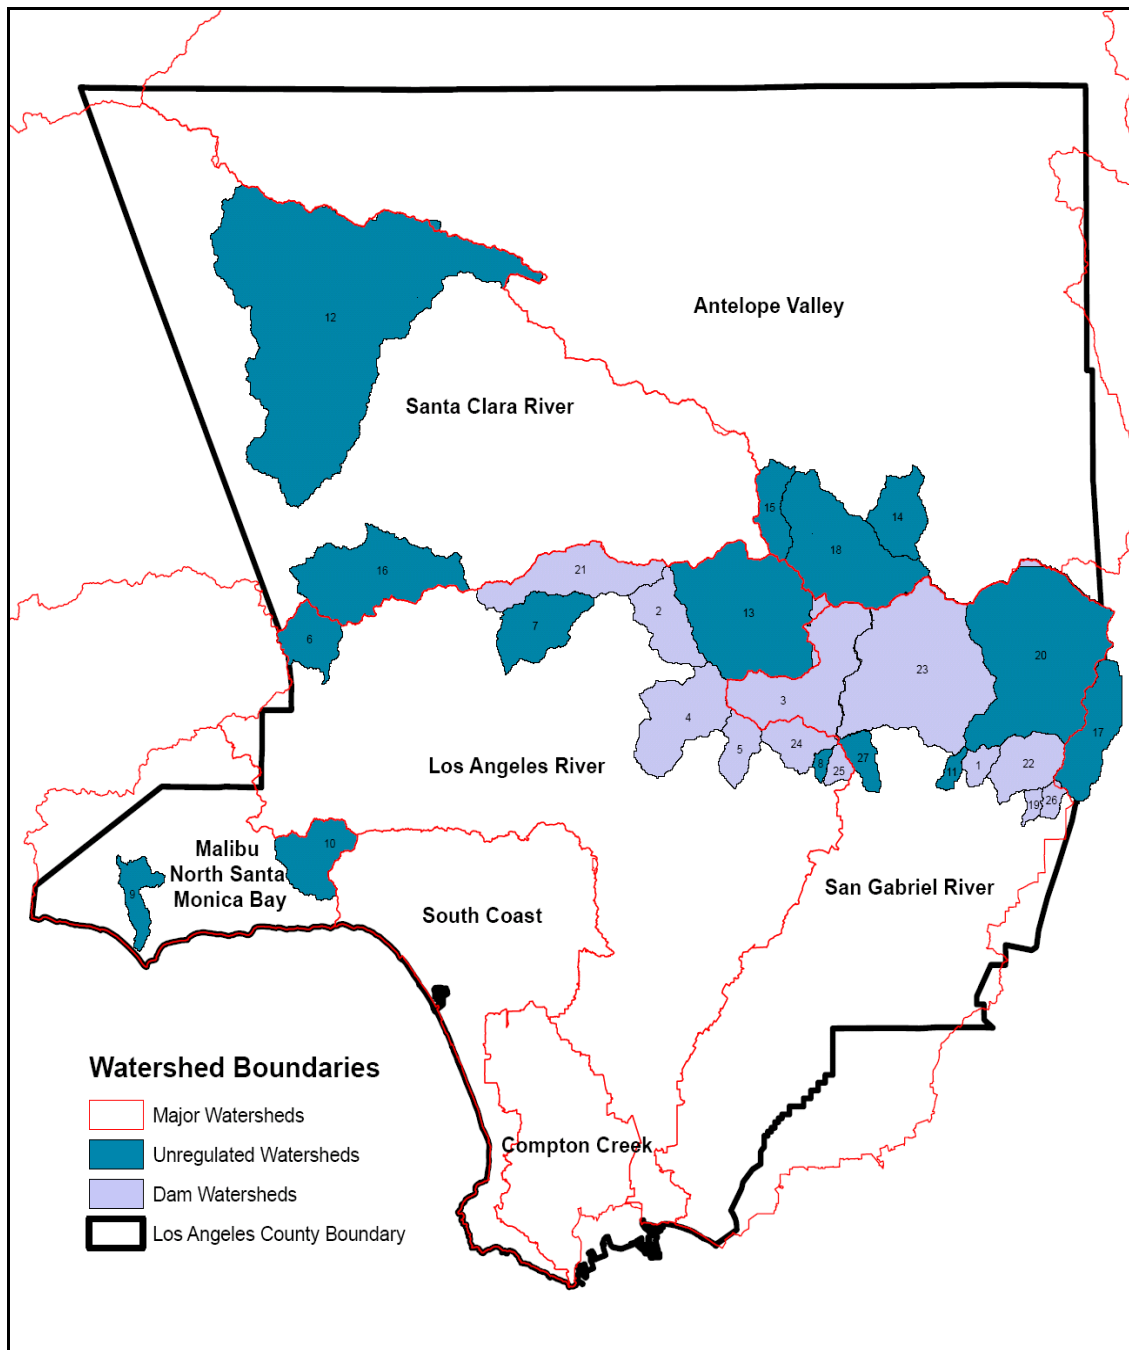 12
Antelope Valley
Santa Clara River
15
14
18
16
21
2
13
7
6
20
23
3
17
4
24
5
8
25
27
11
1
22
19
26
Los Angeles River
10
Malibu
North Santa
Monica Bay
9
San Gabriel River
South Coast
Watershed Boundaries
Major Watersheds
Unregulated Watersheds
Dam Watersheds
Los Angeles County Boundary
Compton Creek